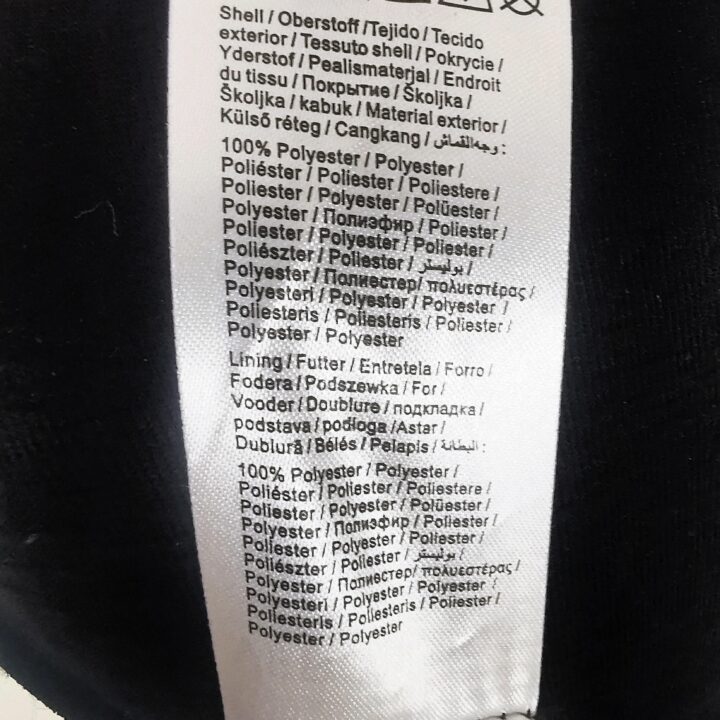 Shell / Oberstoff /Tejido / Tecido
exterior / Tessuto shell / Pokrycie /
Yderstof / Pealismaterjal / Endroit
du tissu / Покрытие / Školjka /
Školjka / kabuk / Material exterior /
Külső réteg / Cangkang / وجه‌القماش :
100% Polyester / Polyester /
Poliéster / Poliester / Poliestere /
Poliester / Polyester / Polüester /
Polyester / Полиэфир / Poliester /
Poliester / Polyester / Poliester /
Poliészter / Poliester / بوليستر /
Polyester / Полиестер/ πολυεστέρας /
Polyesteri / Polyester / Polyester /
Poliesteris / Poliesteris / Poliester /
Polyester / Polyester
Lining / Futter / Entretela / Forro /
Fodera / Podszewka / For /
Vooder / Doublure / подкладка /
podstava / podloga /Astar /
Dublură / Bélés / Pelapis / البطانة :
100% Polyester / Polyester /
Poliéster / Poliester / Poliestere /
Poliester / Polyester / Polüester /
Polyester / Полиэфир / Poliester /
Poliester / Polyester / Poliester /
Poliészter / Poliester / بوليستر /
Polyester / Полиестер/ πολυεστέρας /
Polyesteri / Polyester / Polyester /
Poliesteris / Poliesteris / Poliester /
Polyester / Polyester